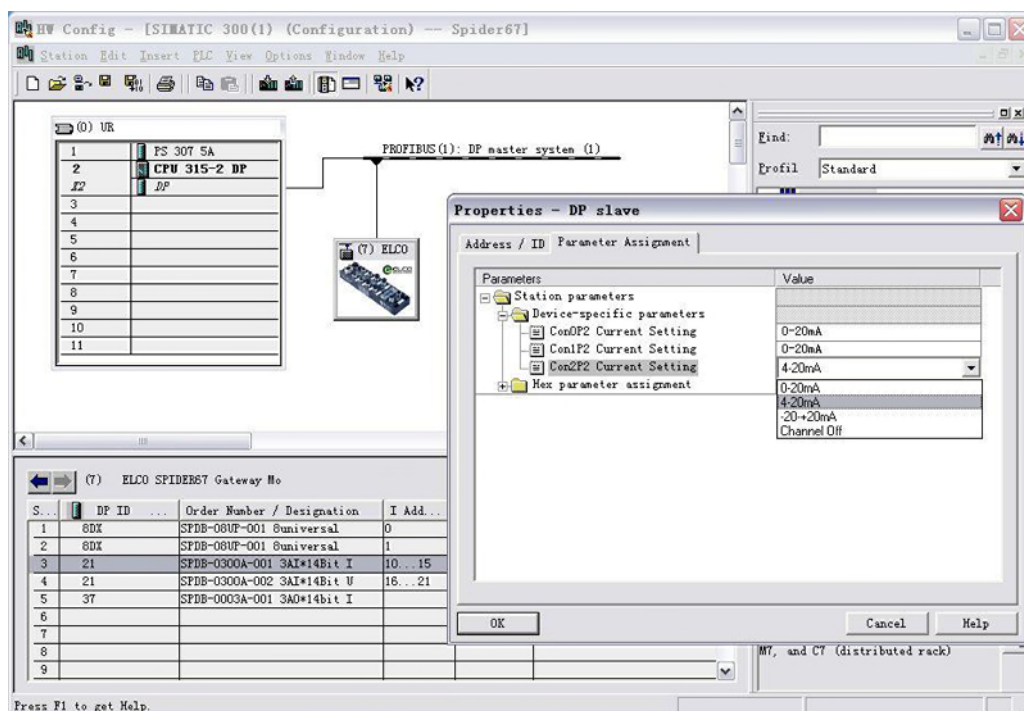 HW Config - [SIMATIC 300(1) (Configuration) -- Spider67]
Station Edit Insert PLC View Options Window Help
(0) UR
1 PS 307 5A
2 CPU 315-2 DP
X2 DP
3
4
5
6
7
8
9
10
11
PROFIBUS(1): DP master system (1)
(7) ELCO
ELCO
Find:
Profil Standard
Properties - DP slave
Address / ID Parameter Assignment
Parameters Value
Station parameters
Device-specific parameters
Con0P2 Current Setting 0-20mA
Con1P2 Current Setting 0-20mA
Con2P2 Current Setting 4-20mA
Hex parameter assignment
0-20mA
4-20mA
-20-+20mA
Channel Off
OK Cancel Help
(7) ELCO SPIDER67 Gateway Mo
S... DP ID ... Order Number / Designation I Add...
1 8DX SPDB-08UP-001 8universal 0
2 8DX SPDB-08UP-001 8universal 1
3 21 SPDB-0300A-001 3AI*14Bit I 10...15
4 21 SPDB-0300A-002 3AI*14Bit U 16...21
5 37 SPDB-0003A-001 3AO*14bit I
6
7
8
9
M7, and C7 (distributed rack)
Press F1 to get Help.